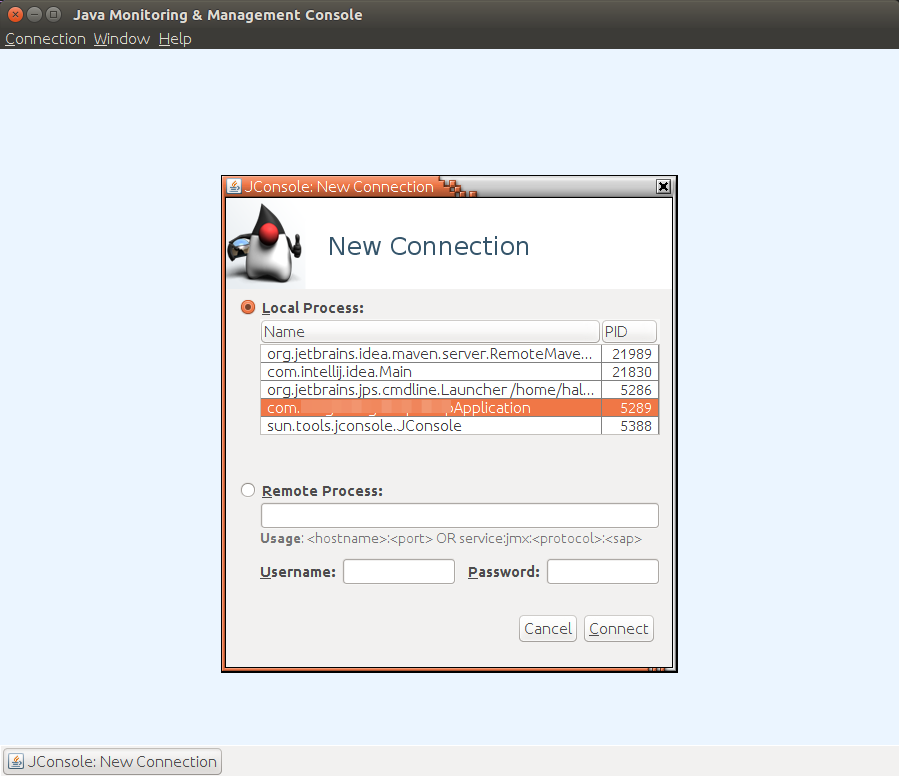 Java Monitoring & Management Console
Connection Window Help
JConsole: New Connection
New Connection
Local Process:
Name PID
org.jetbrains.idea.maven.server.RemoteMave... 21989
com.intellij.idea.Main 21830
org.jetbrains.jps.cmdline.Launcher /home/hal... 5286
com. pApplication 5289
sun.tools.jconsole.JConsole 5388
Remote Process:
Usage: <hostname>:<port> OR service:jmx:<protocol>:<sap>
Username: Password:
Cancel Connect
JConsole: New Connection